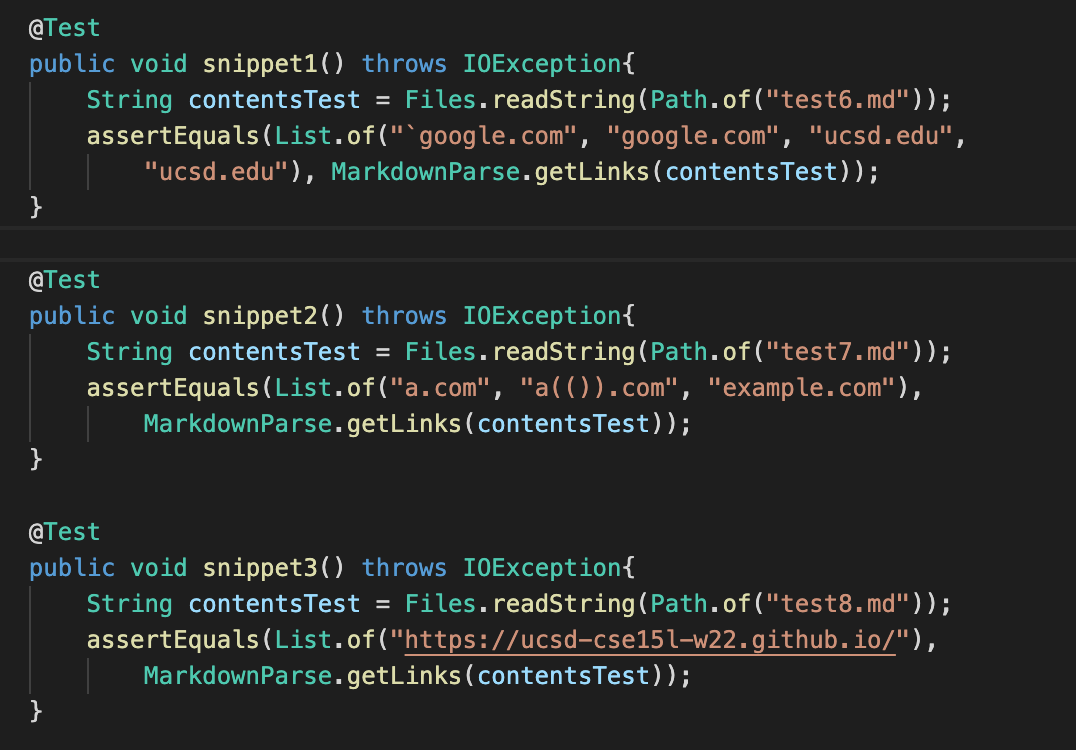 @Test
public void snippet1() throws IOException{
    String contentsTest = Files.readString(Path.of("test6.md"));
    assertEquals(List.of("`google.com", "google.com", "ucsd.edu",
        "ucsd.edu"), MarkdownParse.getLinks(contentsTest));
}
@Test
public void snippet2() throws IOException{
    String contentsTest = Files.readString(Path.of("test7.md"));
    assertEquals(List.of("a.com", "a(()).com", "example.com"),
        MarkdownParse.getLinks(contentsTest));
}
@Test
public void snippet3() throws IOException{
    String contentsTest = Files.readString(Path.of("test8.md"));
    assertEquals(List.of("https://ucsd-cse15l-w22.github.io/"),
        MarkdownParse.getLinks(contentsTest));
}